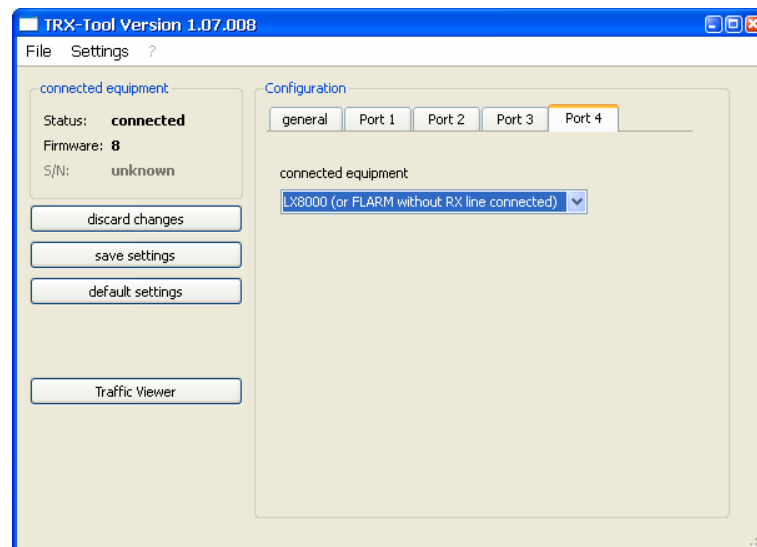 TRX-Tool Version 1.07.008
File Settings ?
connected equipment
Status: connected
Firmware: 8
S/N: unknown
discard changes
save settings
default settings
Traffic Viewer
Configuration
general Port 1 Port 2 Port 3 Port 4
connected equipment
LX8000 (or FLARM without RX line connected)